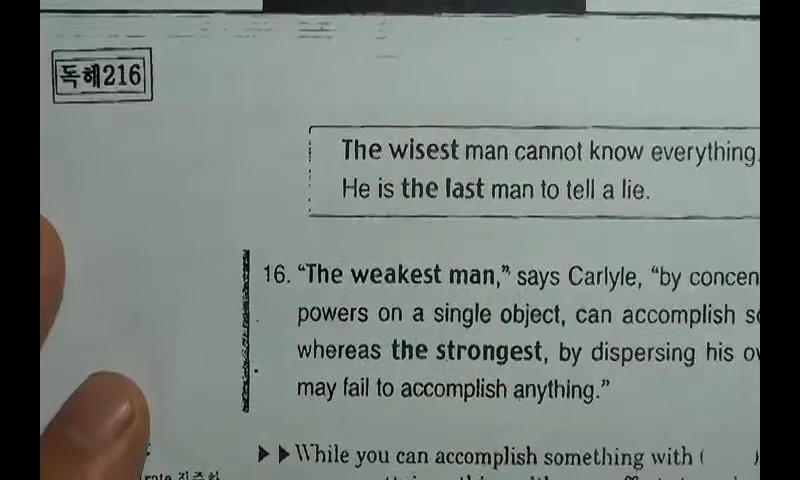 독해216
The wisest man cannot know everything.
He is the last man to tell a lie.
16. “The weakest man,” says Carlyle, “by concen
powers on a single object, can accomplish so
whereas the strongest, by dispersing his ov
may fail to accomplish anything.”
▶▶While you can accomplish something with ( )